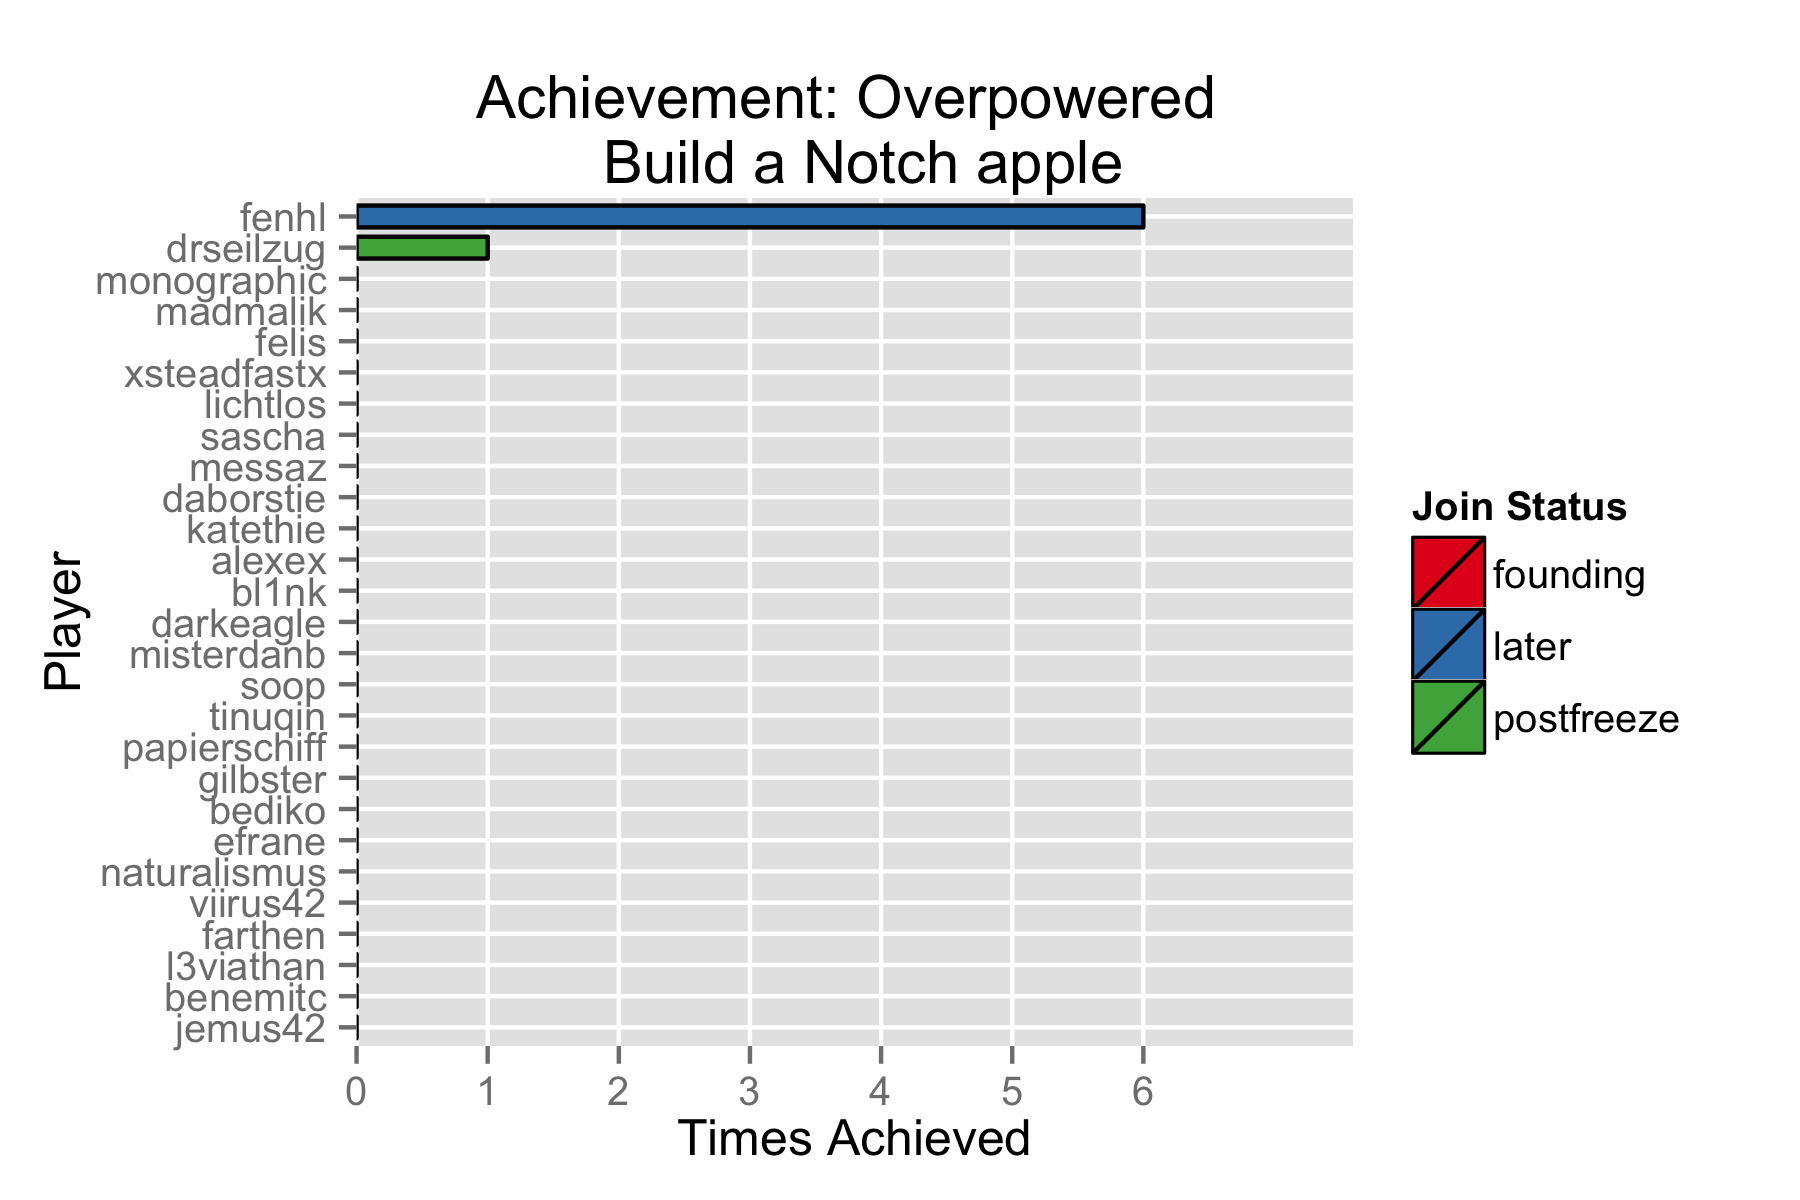 Achievement: Overpowered
Build a Notch apple
Player
fenhl
drseilzug
monographic
madmalik
felis
xsteadfastx
lichtlos
sascha
messaz
daborstie
katethie
alexex
bl1nk
darkeagle
misterdanb
soop
tinuqin
papierschiff
gilbster
bediko
efrane
naturalismus
viirus42
farthen
l3viathan
benemitc
jemus42
0 1 2 3 4 5 6
Times Achieved
Join Status
founding
later
postfreeze